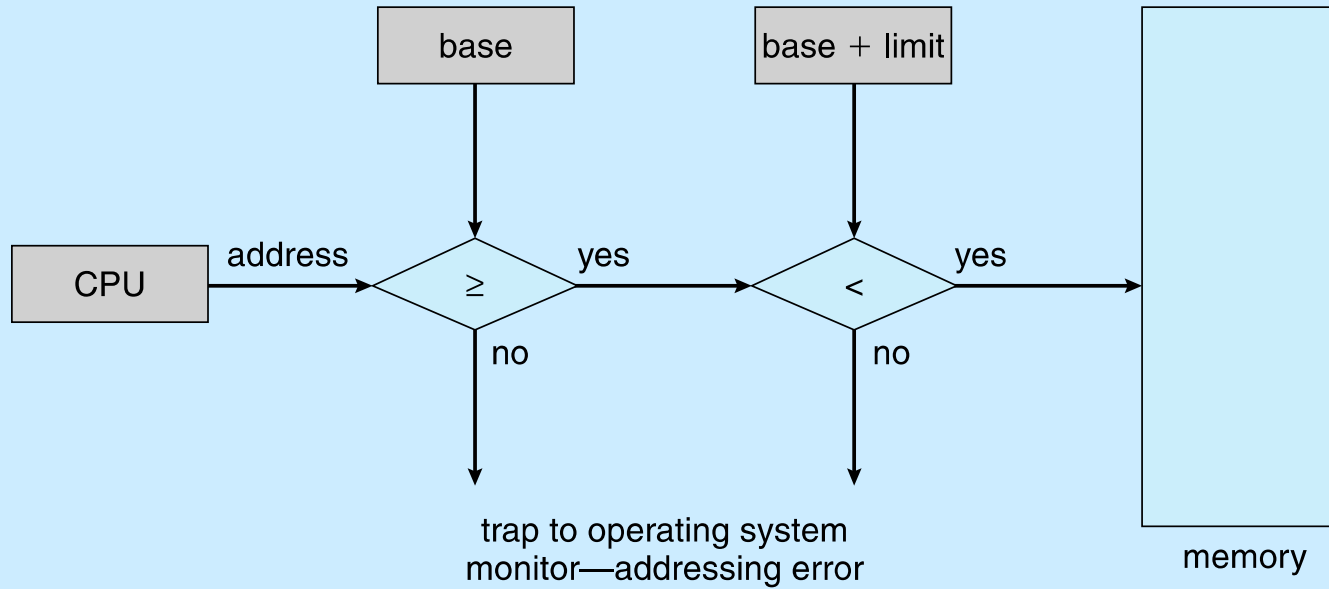 base
base + limit
CPU
address
≥
yes
<
yes
no
no
trap to operating system
monitor—addressing error
memory